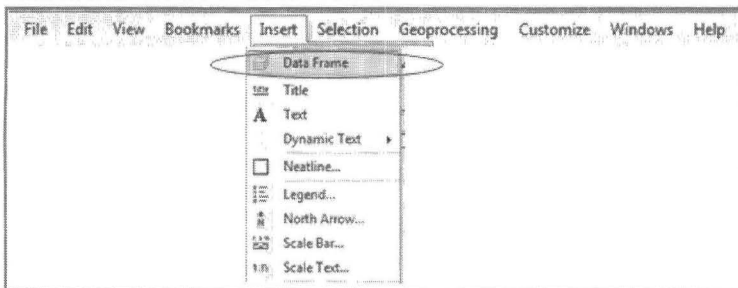 File Edit View Bookmarks Insert Selection Geoprocessing Customize Windows Help
Data Frame
Title
A Text
Dynamic Text
Neatline...
Legend...
North Arrow...
Scale Bar...
Scale Text...